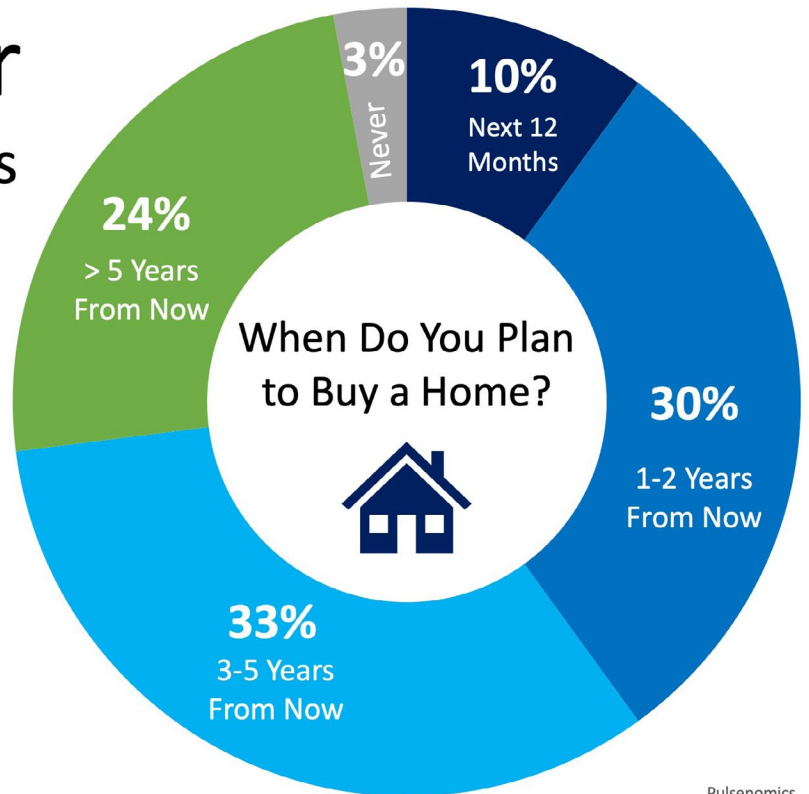 r
s
3%
Never
10%
Next 12
Months
24%
> 5 Years
From Now
When Do You Plan
to Buy a Home?
30%
1-2 Years
From Now
33%
3-5 Years
From Now
Pulsenomics